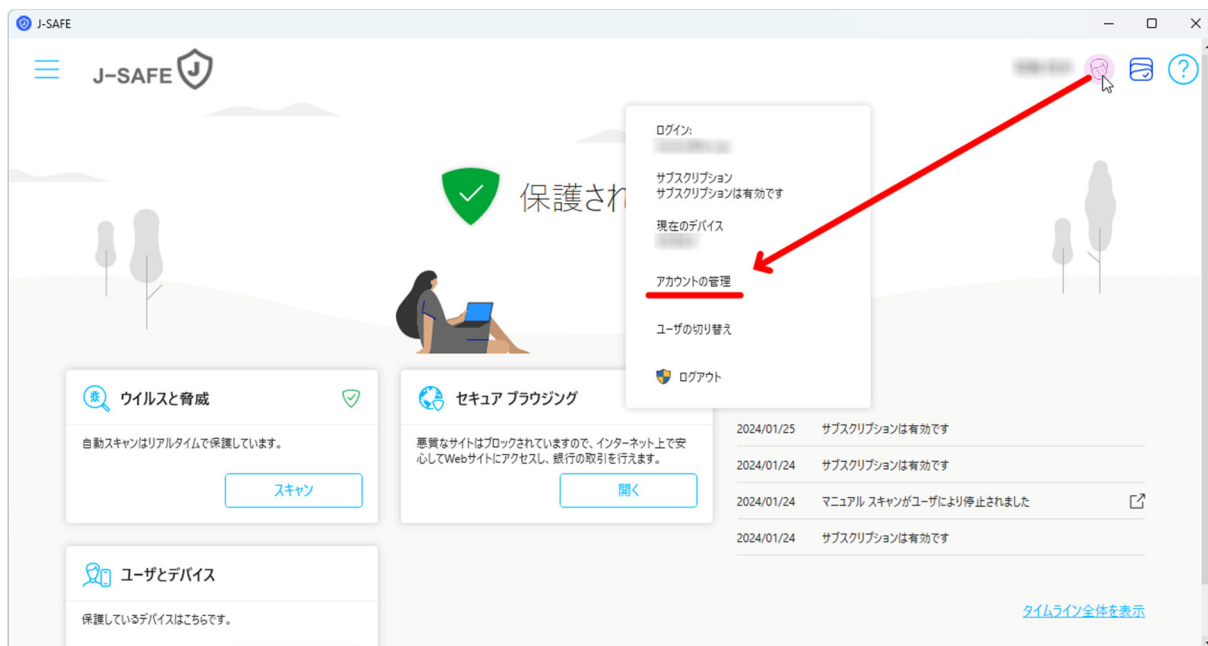 J-SAFE
J-SAFE J
?
ログイン:
サブスクリプション
サブスクリプションは有効です
現在のデバイス
アカウントの管理
ユーザの切り替え
ログアウト
保護され
ウイルスと脅威
自動スキャンはリアルタイムで保護しています。
スキャン
セキュア ブラウジング
悪質なサイトはブロックされていますので、インターネット上で安
心してWebサイトにアクセスし、銀行の取引を行えます。
開く
2024/01/25 サブスクリプションは有効です
2024/01/24 サブスクリプションは有効です
2024/01/24 マニュアル スキャンがユーザにより停止されました
2024/01/24 サブスクリプションは有効です
ユーザとデバイス
保護しているデバイスはこちらです。
タイムライン全体を表示